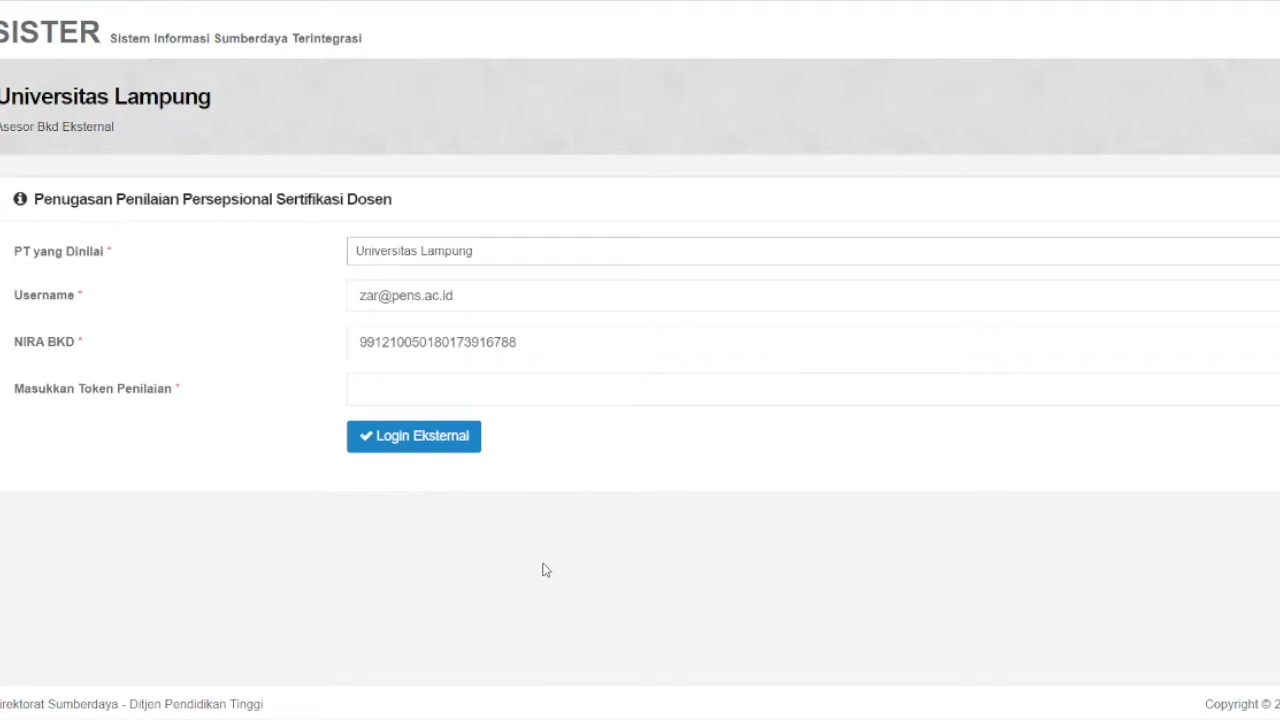 SISTER Sistem Informasi Sumberdaya Terintegrasi
Universitas Lampung
Asesor Bkd Eksternal
Penugasan Penilaian Persepsional Sertifikasi Dosen
PT yang Dinilai * Universitas Lampung
Username * zar@pens.ac.id
NIRA BKD * 991210050180173916788
Masukkan Token Penilaian *
Login Eksternal
irektorat Sumberdaya - Ditjen Pendidikan Tinggi Copyright © 2